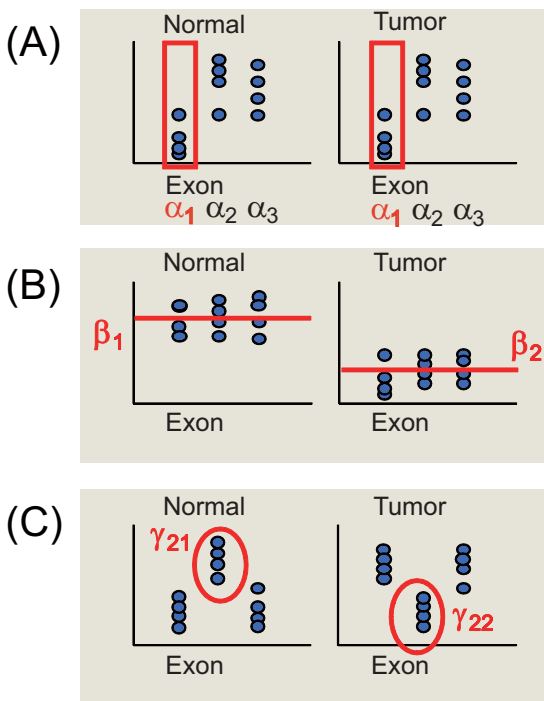 (A)
Normal Tumor
Exon Exon
α1 α2 α3 α1 α2 α3
(B)
Normal Tumor
β1 β2
Exon Exon
(C)
Normal Tumor
γ21 γ22
Exon Exon